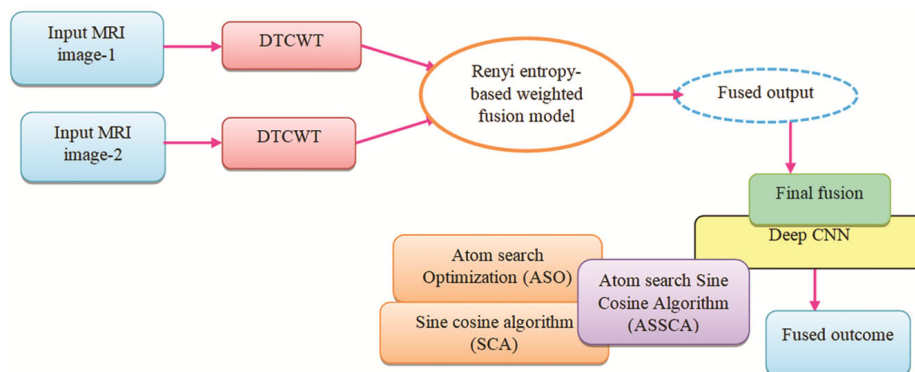 Input MRI
image-1
DTCWT
Renyi entropy-
based weighted
fusion model
Fused output
Input MRI
image-2
DTCWT
Final fusion
Deep CNN
Atom search
Optimization (ASO)
Sine cosine algorithm
(SCA)
Atom search Sine
Cosine Algorithm
(ASSCA)
Fused outcome